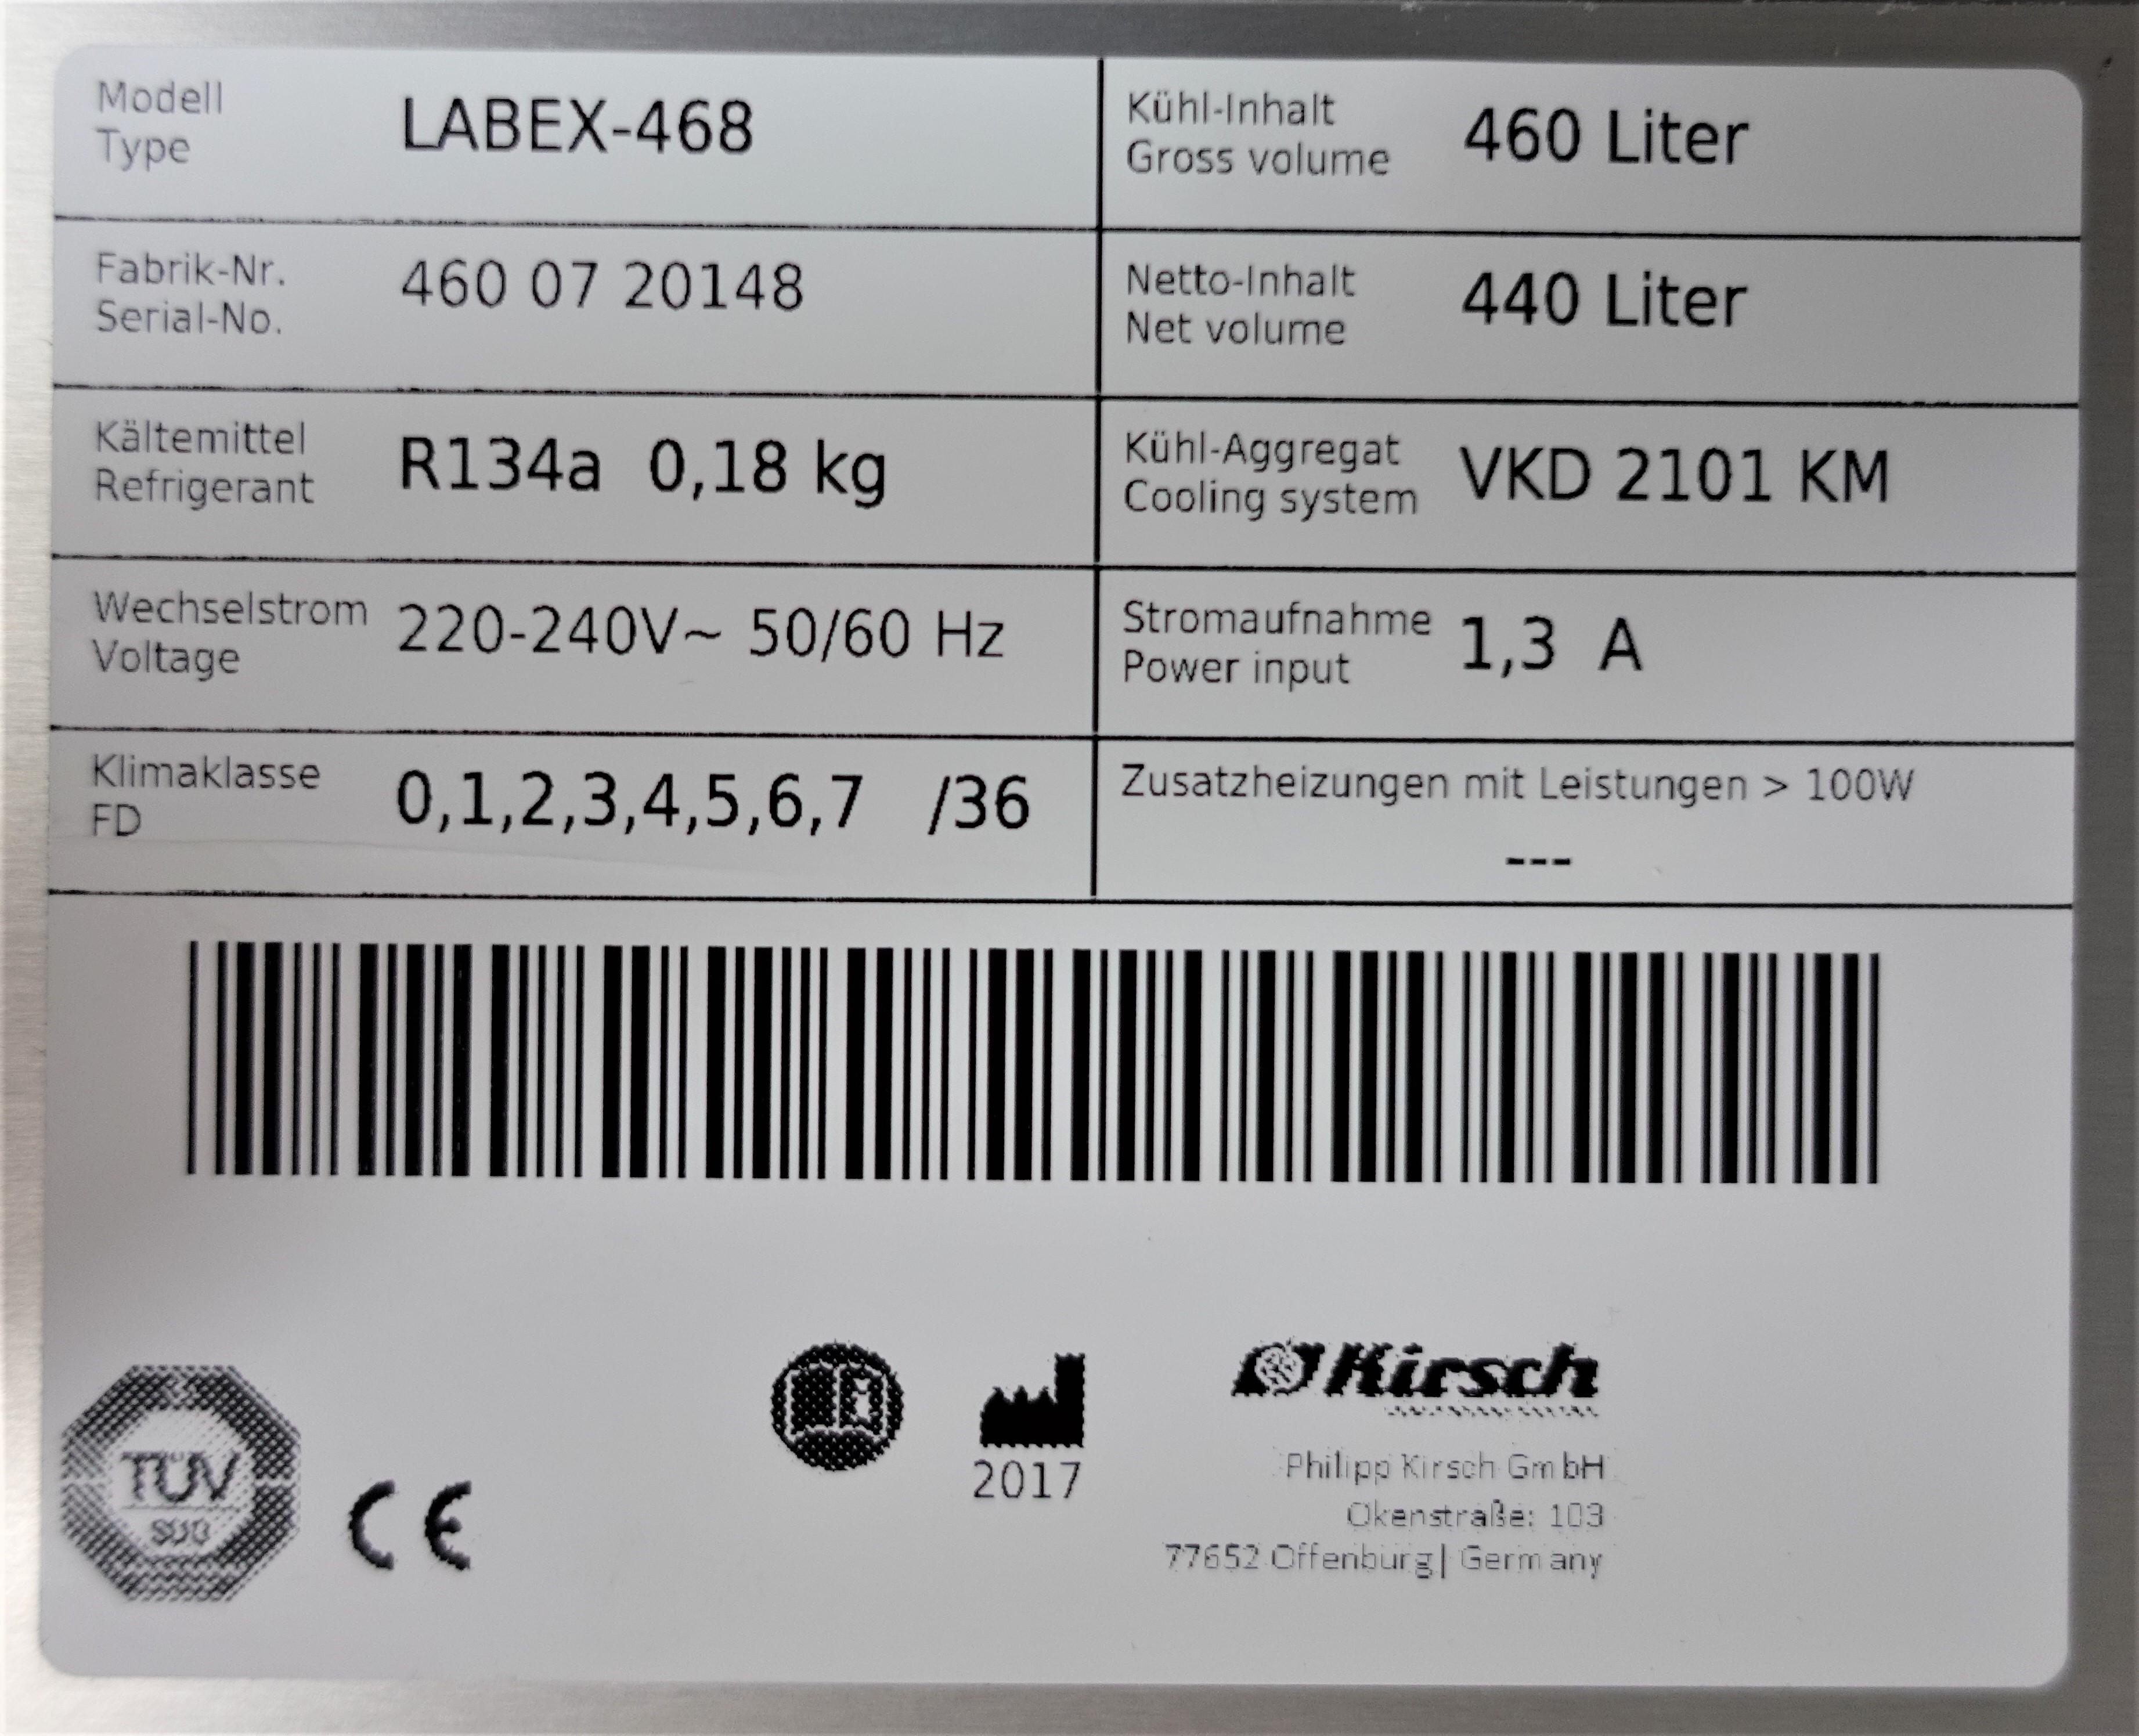 Modell
Type
LABEX-468
Kühl-Inhalt
Gross volume
460 Liter
Fabrik-Nr.
Serial-No.
460 07 20148
Netto-Inhalt
Net volume
440 Liter
Kältemittel
Refrigerant
R134a 0,18 kg
Kühl-Aggregat
Cooling system
VKD 2101 KM
Wechselstrom
Voltage
220-240V~ 50/60 Hz
Stromaufnahme
Power input
1,3 A
Klimaklasse
FD
0,1,2,3,4,5,6,7 /36
Zusatzheizungen mit Leistungen > 100W
---
TÜV
SÜD
CE
2017
Kirsch
Philipp Kirsch GmbH
Okenstraße: 103
77652 Offenburg| Germany